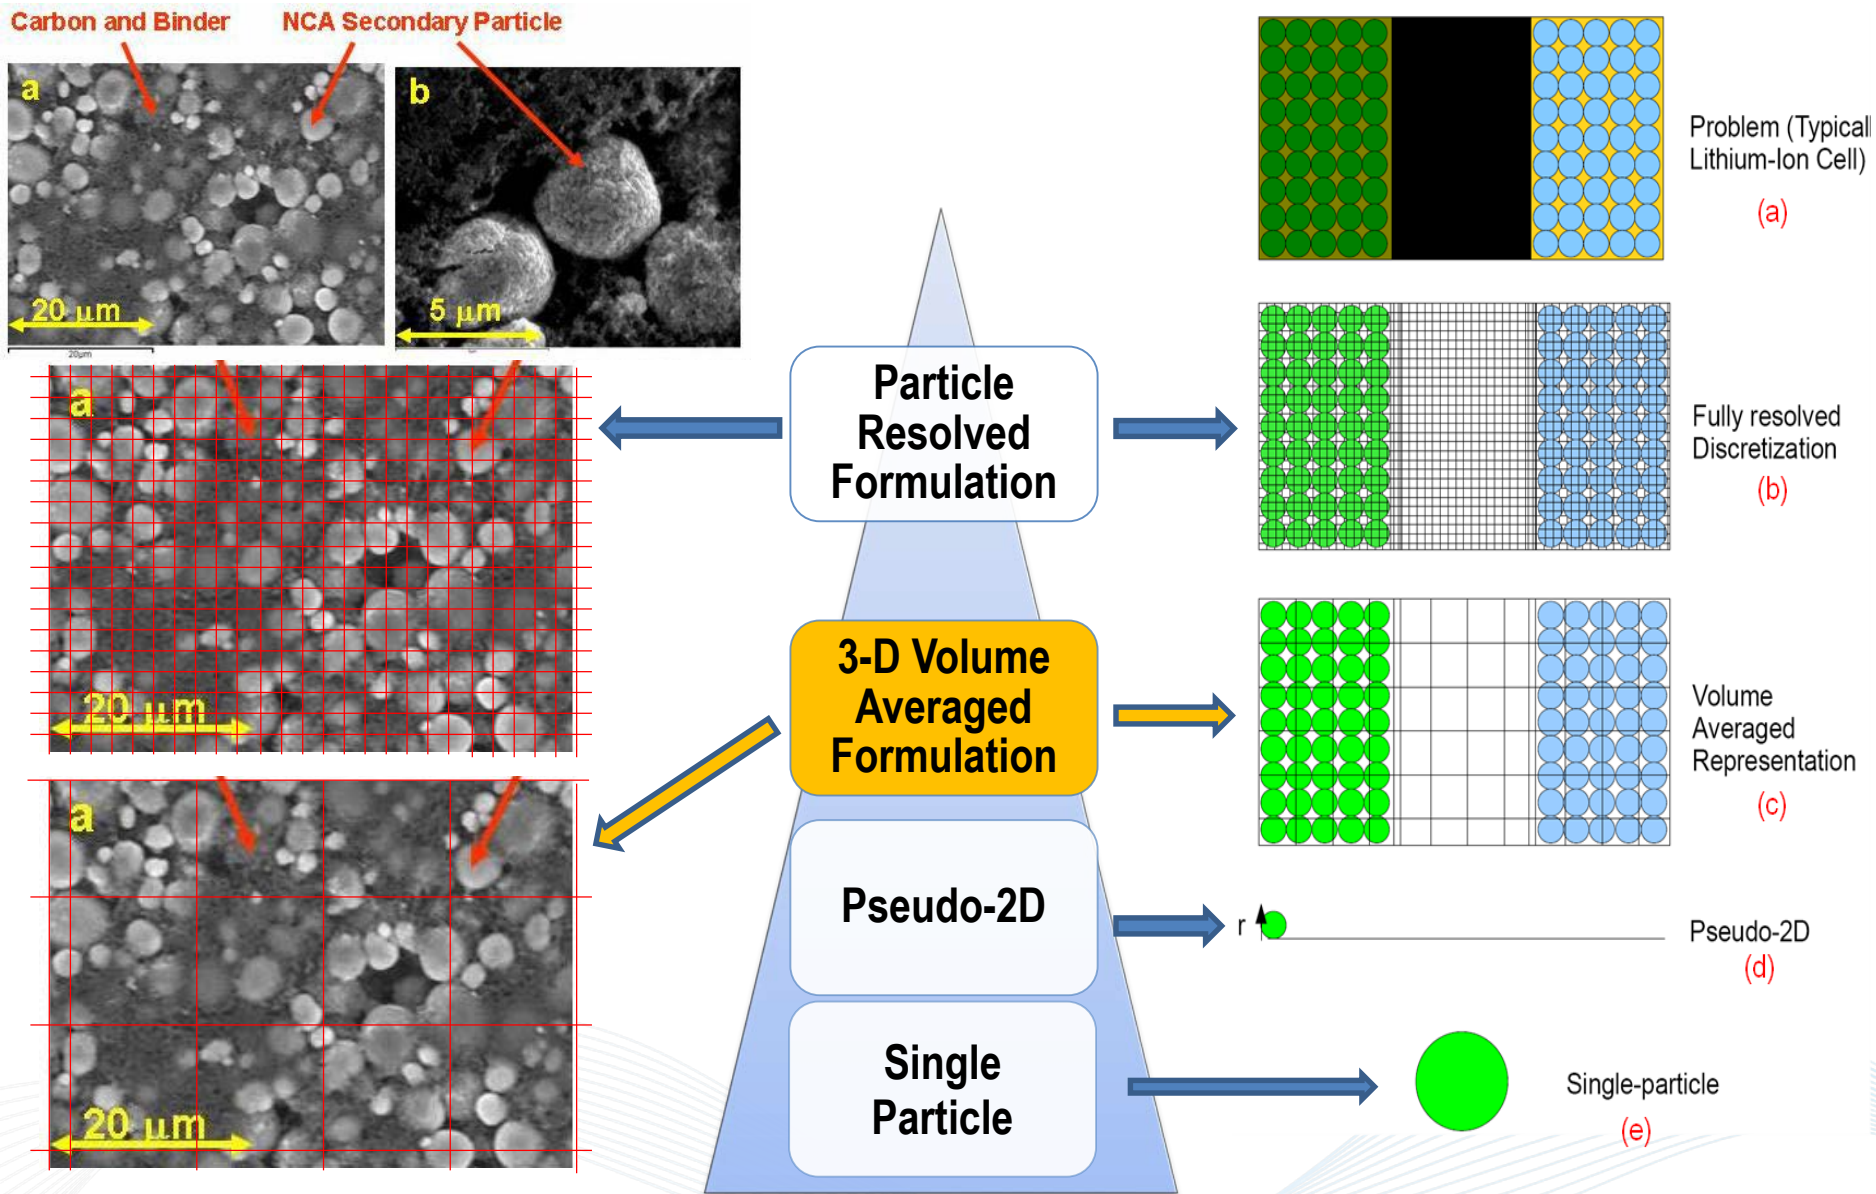 Carbon and Binder
NCA Secondary Particle
a
20 µm
20µm
b
5 µm
a
20 µm
a
20 µm
Particle
Resolved
Formulation
3-D Volume
Averaged
Formulation
Pseudo-2D
Single
Particle
Problem (Typical
Lithium-Ion Cell)
(a)
Fully resolved
Discretization
(b)
Volume
Averaged
Representation
(c)
r
Pseudo-2D
(d)
Single-particle
(e)